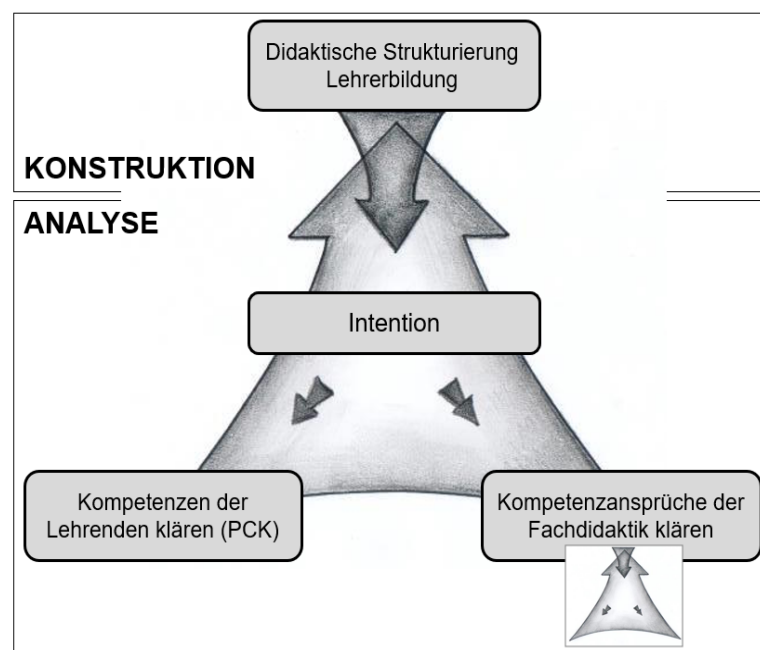 Didaktische Strukturierung
Lehrerbildung
KONSTRUKTION
ANALYSE
Intention
Kompetenzen der
Lehrenden klären (PCK)
Kompetenzansprüche der
Fachdidaktik klären